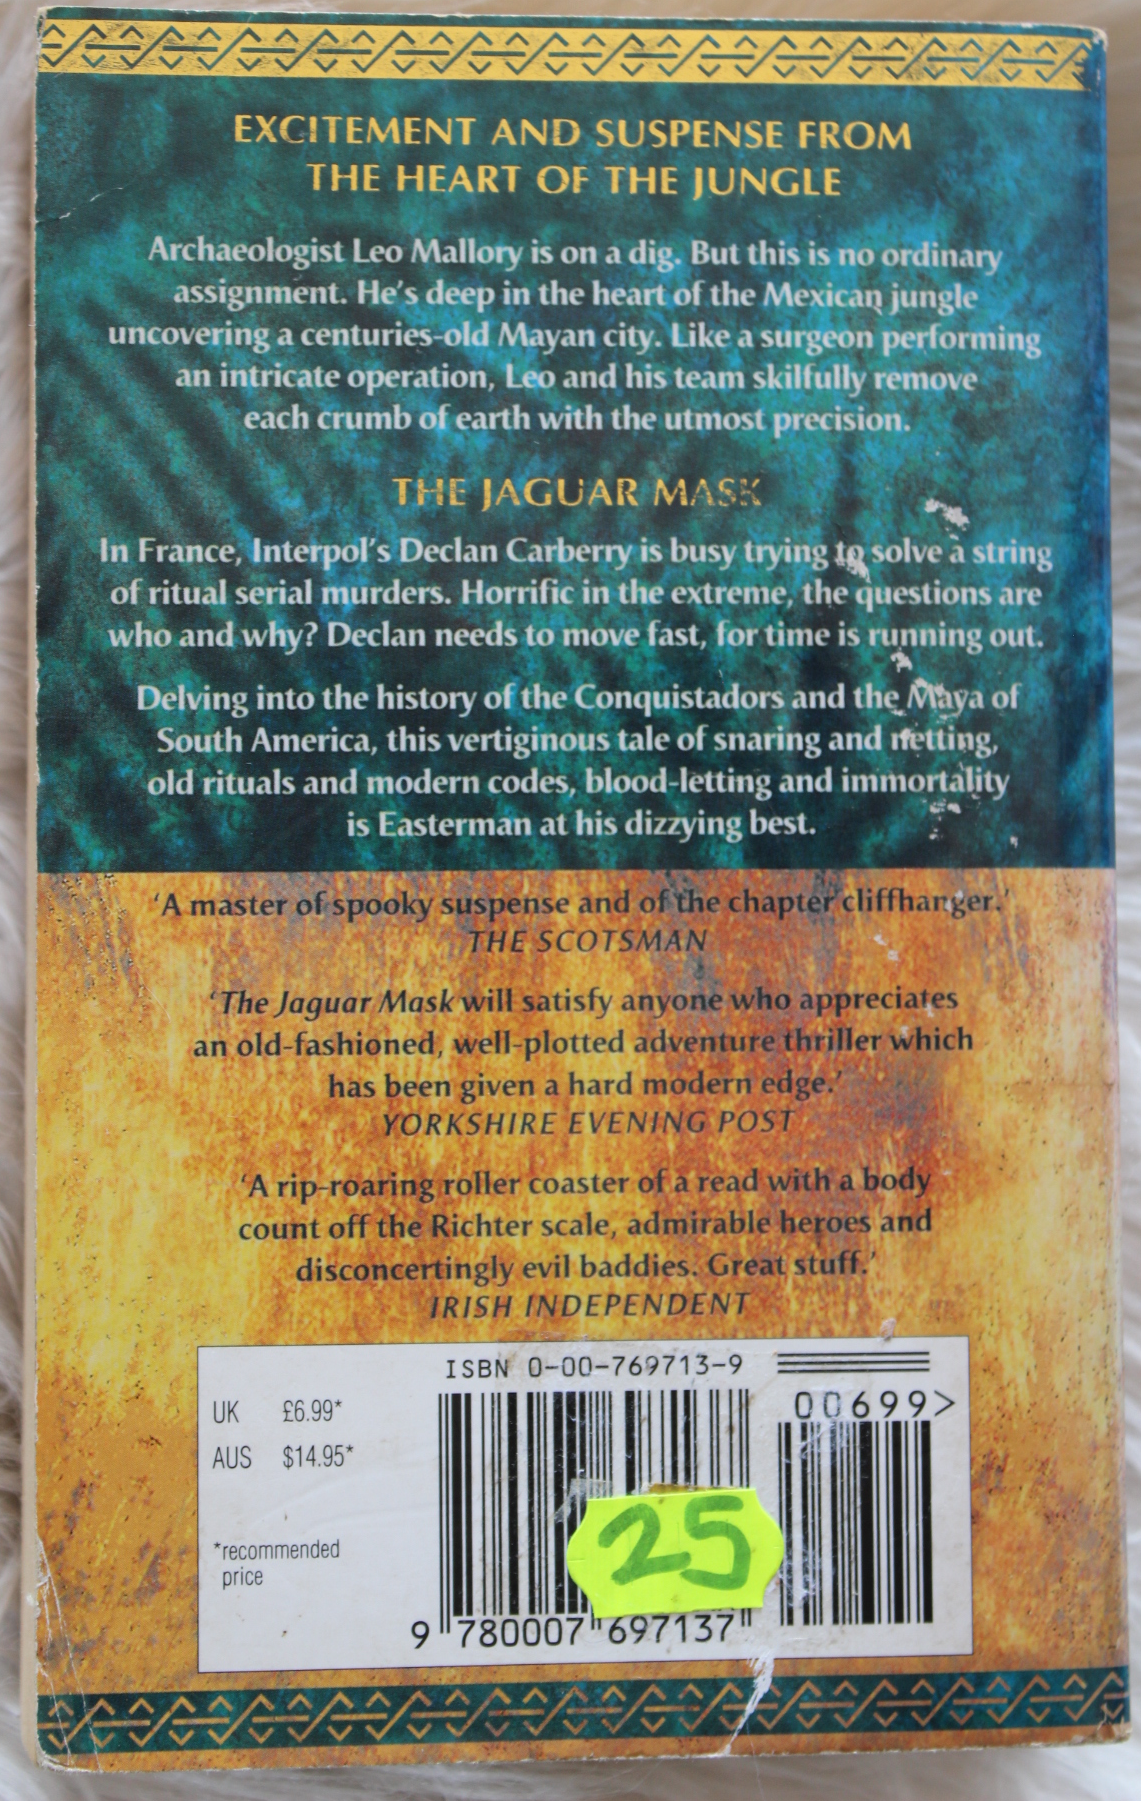 EXCITEMENT AND SUSPENSE FROM
THE HEART OF THE JUNGLE
Archaeologist Leo Mallory is on a dig. But this is no ordinary
assignment. He's deep in the heart of the Mexican jungle
uncovering a centuries-old Mayan city. Like a surgeon performing
an intricate operation, Leo and his team skilfully remove
each crumb of earth with the utmost precision.
THE JAGUAR MASK
In France, Interpol's Declan Carberry is busy trying to solve a string
of ritual serial murders. Horrific in the extreme, the questions are
who and why? Declan needs to move fast, for time is running out.
Delving into the history of the Conquistadors and the Maya of
South America, this vertiginous tale of snaring and netting,
old rituals and modern codes, blood-letting and immortality
is Easterman at his dizzying best.
'A master of spooky suspense and of the chapter cliffhanger.'
THE SCOTSMAN
'The Jaguar Mask will satisfy anyone who appreciates
an old-fashioned, well-plotted adventure thriller which
has been given a hard modern edge.'
YORKSHIRE EVENING POST
'A rip-roaring roller coaster of a read with a body
count off the Richter scale, admirable heroes and
disconcertingly evil baddies. Great stuff.'
IRISH INDEPENDENT
ISBN 0-00-769713-9
00699>
UK £6.99*
AUS $14.95*
*recommended
price
25
9 780007 697137